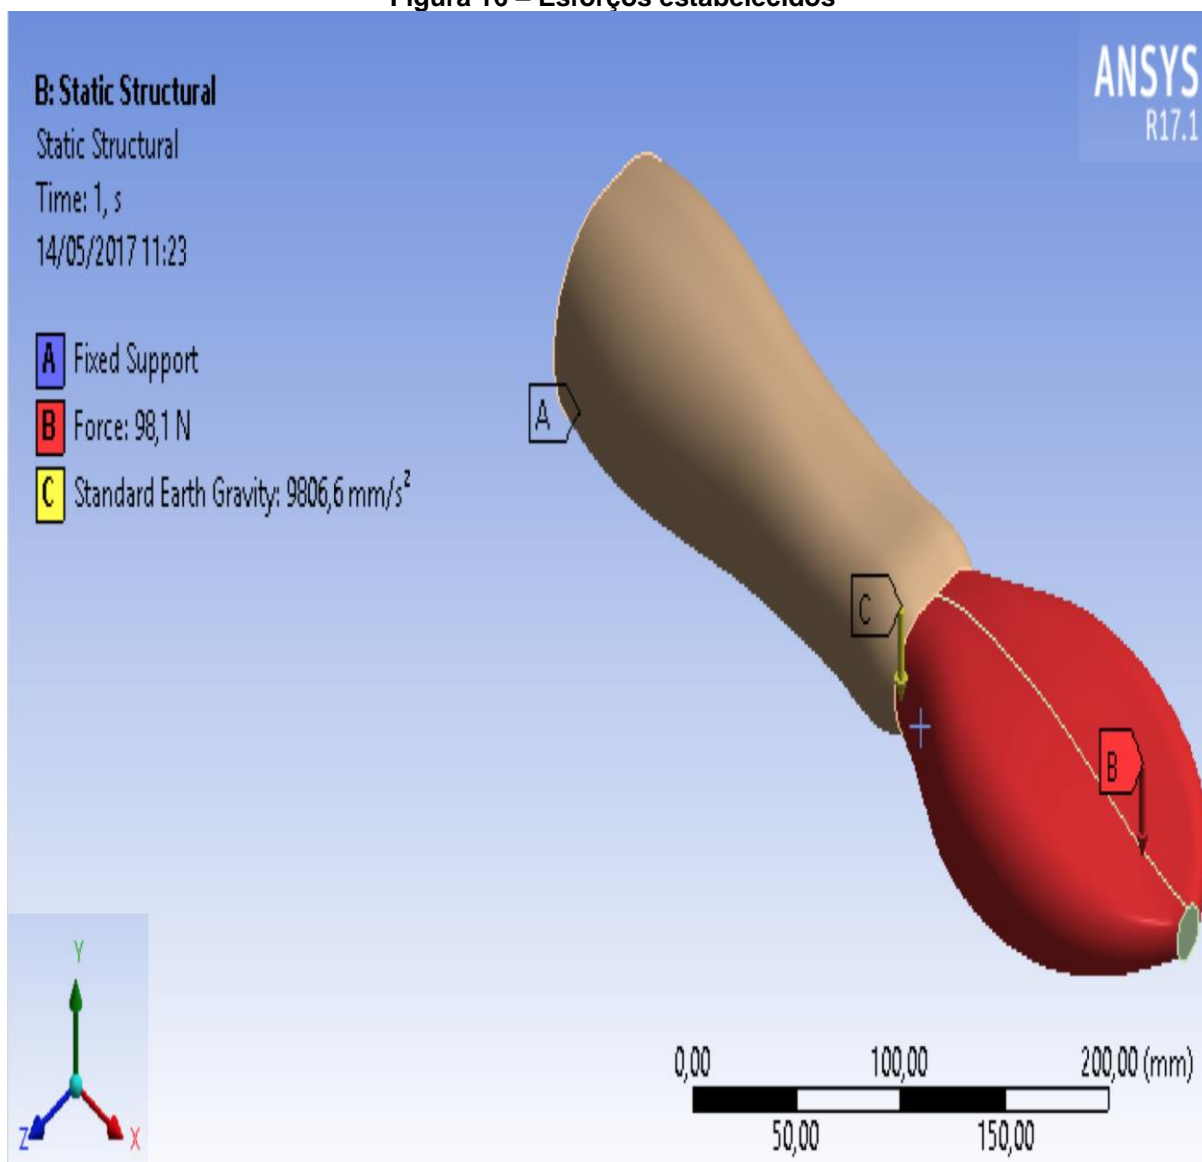 Figura 16 – Esforços estabelecidos
B: Static Structural
Static Structural
Time: 1, s
14/05/2017 11:23
A Fixed Support
B Force: 98,1 N
C Standard Earth Gravity: 9806,6 mm/s²
ANSYS
R17.1
A
C
B
Y
Z
X
0,00 100,00 200,00 (mm)
50,00 150,00